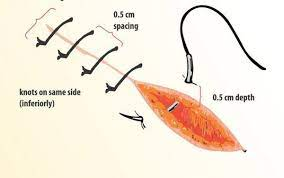 0.5 cm
spacing
knots on same side
(inferiorly)
0.5 cm depth